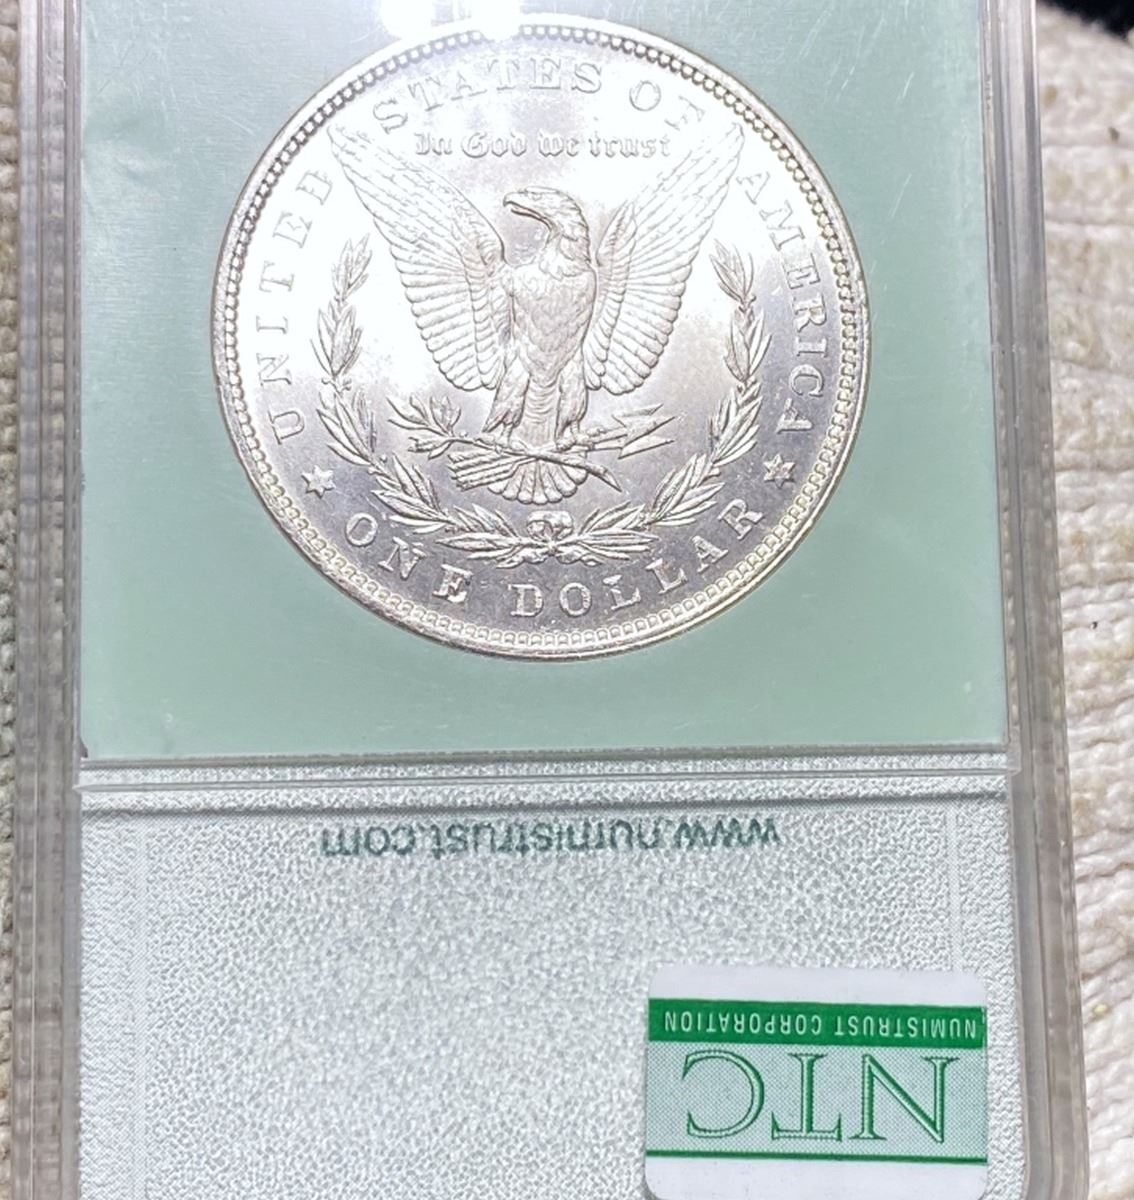 UNITED STATES OF AMERICA
In God we trust
ONE DOLLAR
www.numistrust.com
NUMISTRUST CORPORATION
NTC